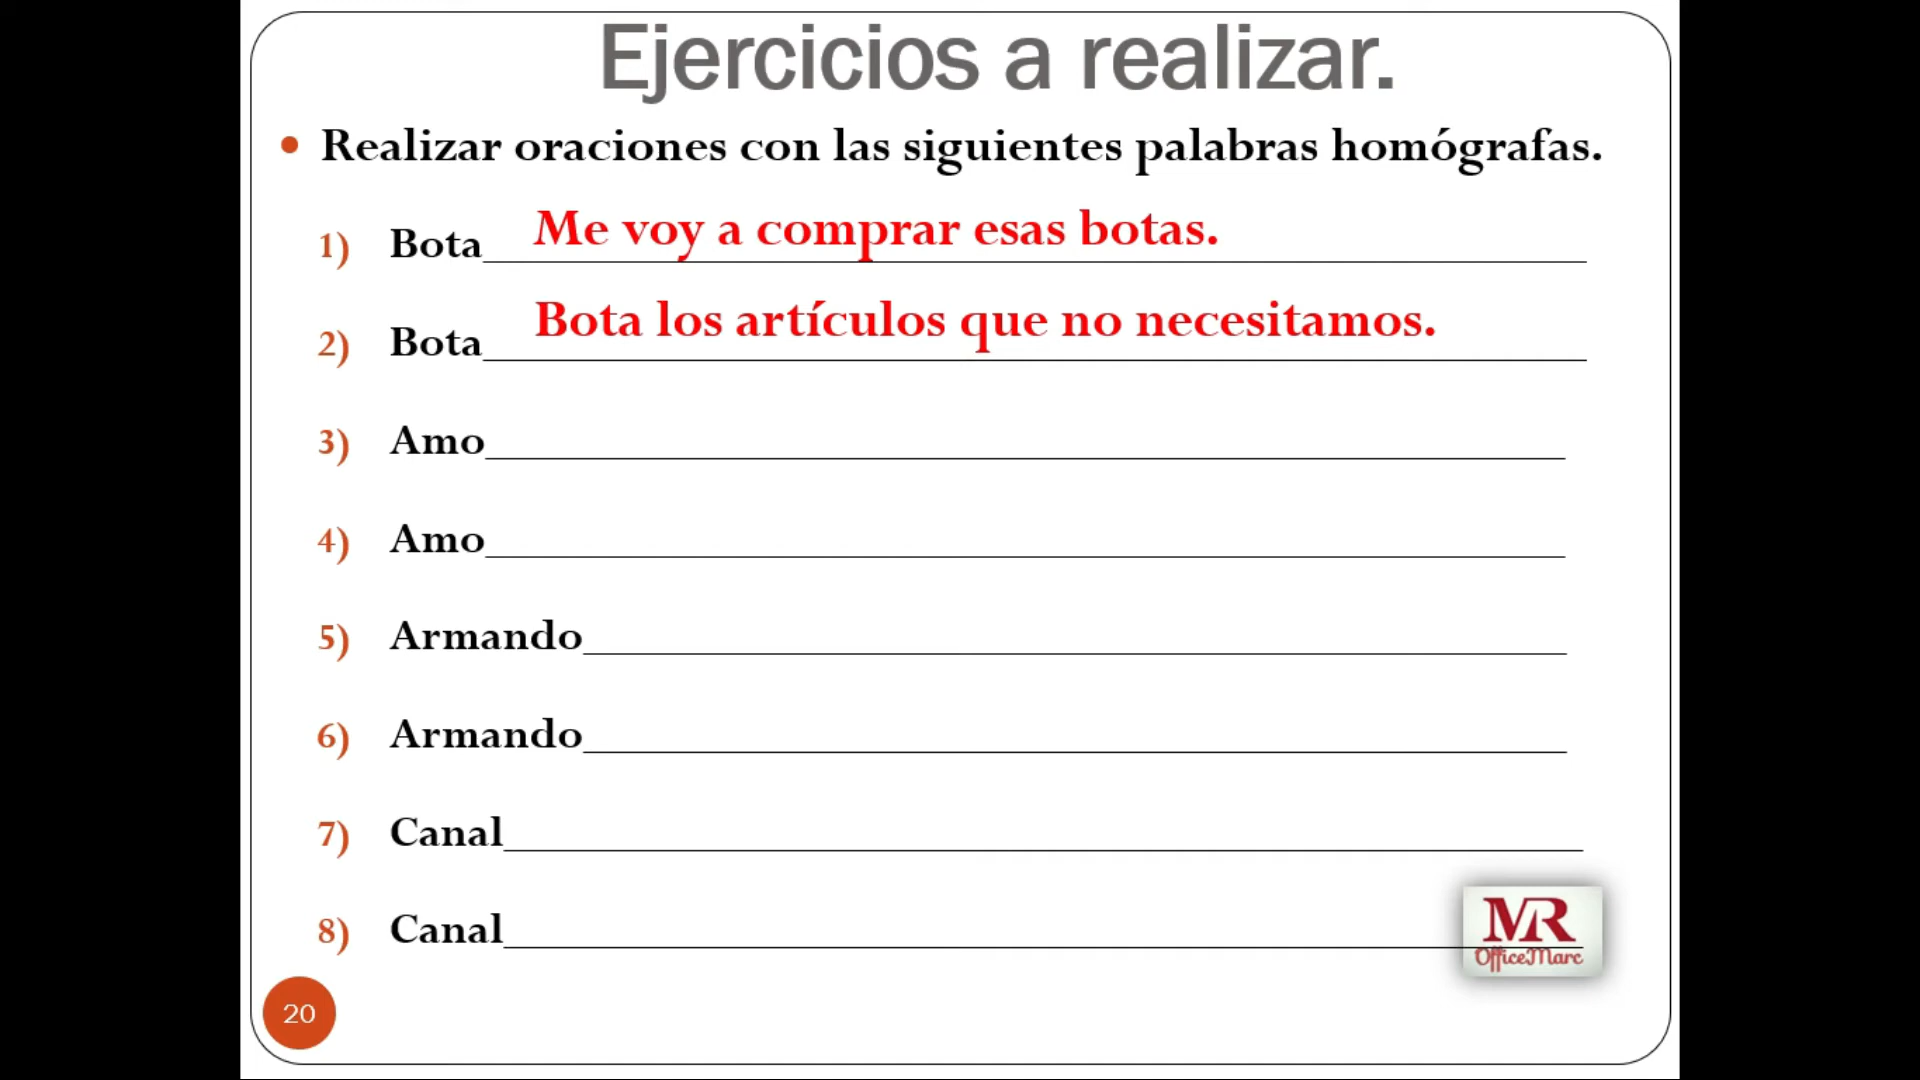 Ejercicios a realizar.
• Realizar oraciones con las siguientes palabras homógrafas.
1) Bota Me voy a comprar esas botas.
2) Bota Bota los artículos que no necesitamos.
3) Amo
4) Amo
5) Armando
6) Armando
7) Canal
8) Canal
MR
OfficeMarc
20